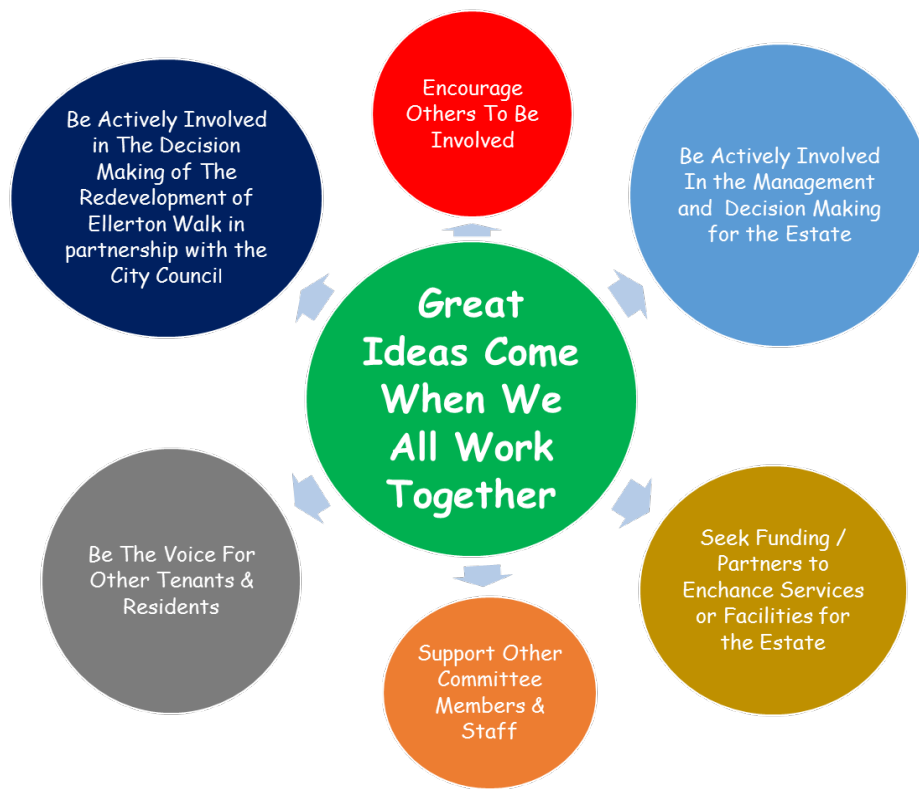 Encourage
Others To Be
Involved
Be Actively Involved
in The Decision
Making of The
Redevelopment of
Ellerton Walk in
partnership with the
City Council
Be Actively Involved
In the Management
and Decision Making
for the Estate
Great
Ideas Come
When We
All Work
Together
Be The Voice For
Other Tenants &
Residents
Seek Funding /
Partners to
Enchance Services
or Facilities for
the Estate
Support Other
Committee
Members &
Staff